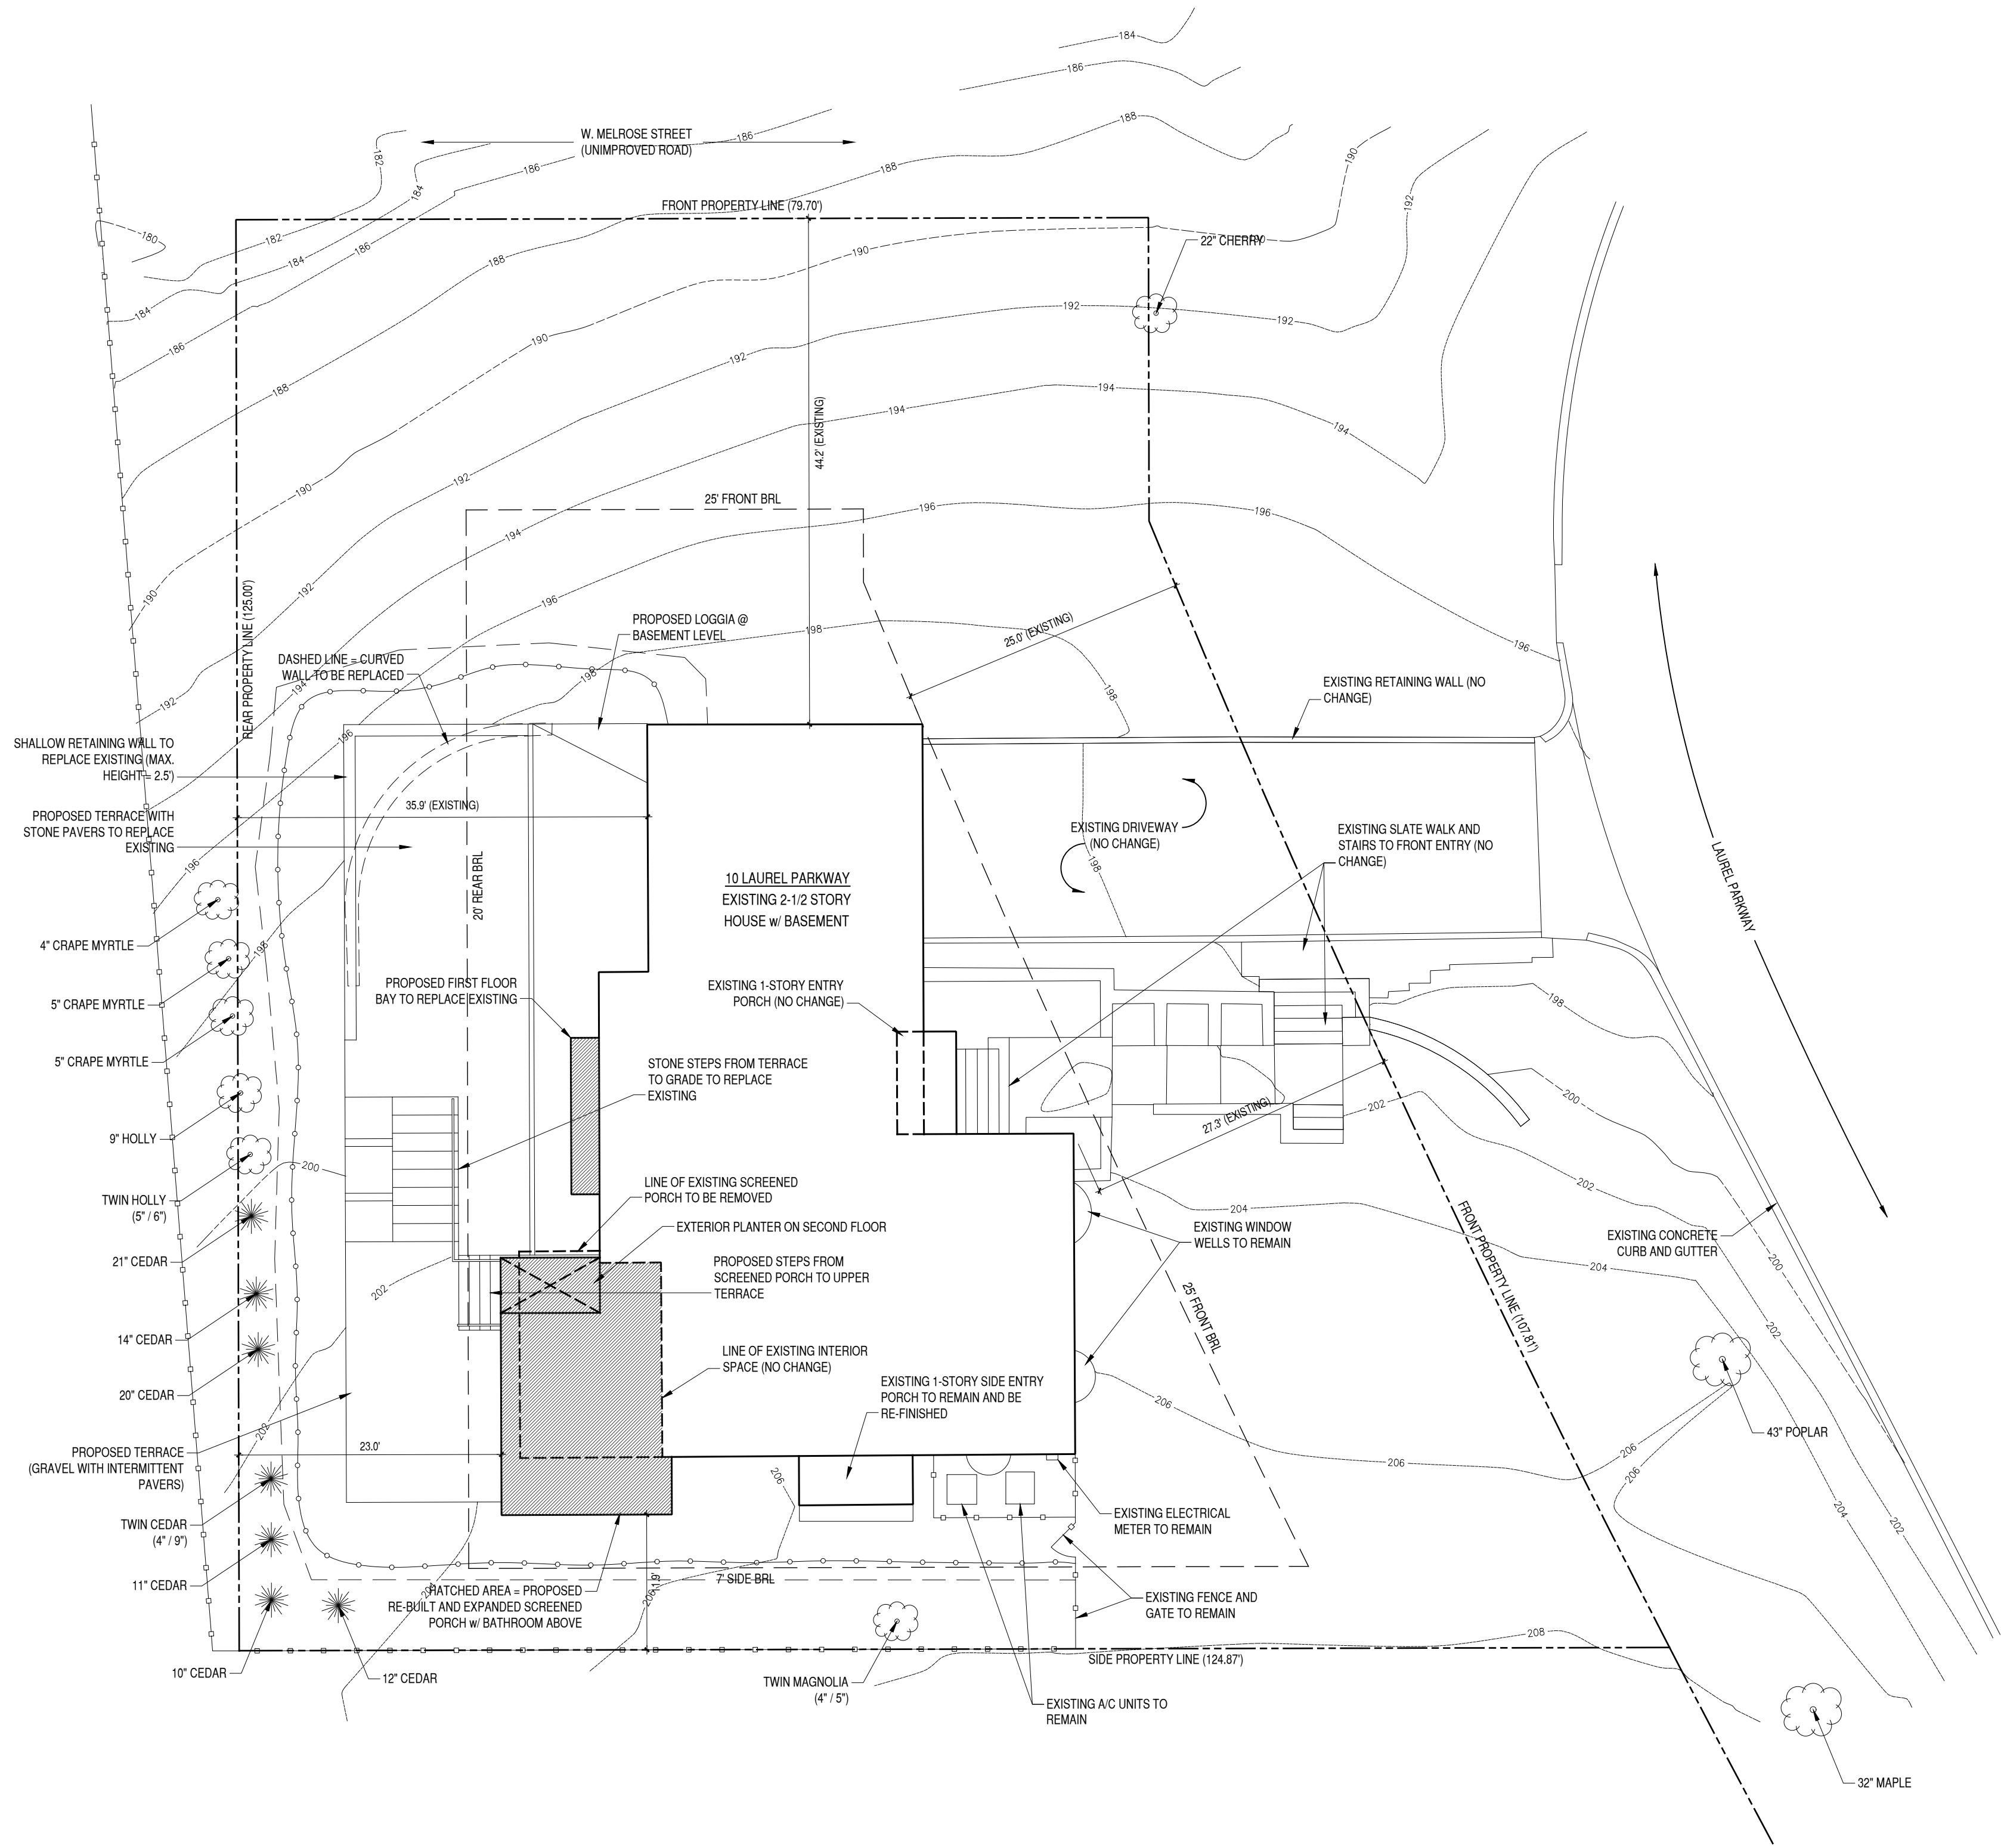 184
186
188
W. MELROSE STREET
(UNIMPROVED ROAD)
186
182
186
188
190
184
192
FRONT PROPERTY LINE (79.70')
180
182
186
184
188
190
22" CHERRY
190
184
192
192
186
190
192
188
194
194
194
44.2' (EXISTING)
192
190
25' FRONT BRL
196
196
194
192
190
196
REAR PROPERTY LINE (125.00')
PROPOSED LOGGIA @
BASEMENT LEVEL
198
25.0' (EXISTING)
196
DASHED LINE = CURVED
WALL TO BE REPLACED
198
194
192
198
EXISTING RETAINING WALL (NO
CHANGE)
196
SHALLOW RETAINING WALL TO
REPLACE EXISTING (MAX.
HEIGHT = 2.5')
35.9' (EXISTING)
PROPOSED TERRACE WITH
STONE PAVERS TO REPLACE
EXISTING
EXISTING DRIVEWAY
(NO CHANGE)
EXISTING SLATE WALK AND
STAIRS TO FRONT ENTRY (NO
CHANGE)
LAUREL PARKWAY
196
198
20' REAR BRL
10 LAUREL PARKWAY
EXISTING 2-1/2 STORY
HOUSE w/ BASEMENT
4" CRAPE MYRTLE
198
PROPOSED FIRST FLOOR
BAY TO REPLACE EXISTING
EXISTING 1-STORY ENTRY
PORCH (NO CHANGE)
198
5" CRAPE MYRTLE
5" CRAPE MYRTLE
STONE STEPS FROM TERRACE
TO GRADE TO REPLACE
EXISTING
200
202
27.3' (EXISTING)
9" HOLLY
200
LINE OF EXISTING SCREENED
PORCH TO BE REMOVED
202
TWIN HOLLY
(5" / 6")
204
EXTERIOR PLANTER ON SECOND FLOOR
EXISTING WINDOW
WELLS TO REMAIN
EXISTING CONCRETE
CURB AND GUTTER
21" CEDAR
PROPOSED STEPS FROM
SCREENED PORCH TO UPPER
TERRACE
204
200
202
FRONT PROPERTY LINE (107.81')
25' FRONT BRL
202
14" CEDAR
LINE OF EXISTING INTERIOR
SPACE (NO CHANGE)
EXISTING 1-STORY SIDE ENTRY
PORCH TO REMAIN AND BE
RE-FINISHED
20" CEDAR
206
43" POPLAR
202
23.0'
PROPOSED TERRACE
(GRAVEL WITH INTERMITTENT
PAVERS)
206
206
206
206
204
202
EXISTING ELECTRICAL
METER TO REMAIN
TWIN CEDAR
(4" / 9")
11" CEDAR
7' SIDE BRL
11.9'
206
204
HATCHED AREA = PROPOSED
RE-BUILT AND EXPANDED SCREENED
PORCH w/ BATHROOM ABOVE
EXISTING FENCE AND
GATE TO REMAIN
208
SIDE PROPERTY LINE (124.87')
10" CEDAR
12" CEDAR
TWIN MAGNOLIA
(4" / 5")
EXISTING A/C UNITS TO
REMAIN
32" MAPLE